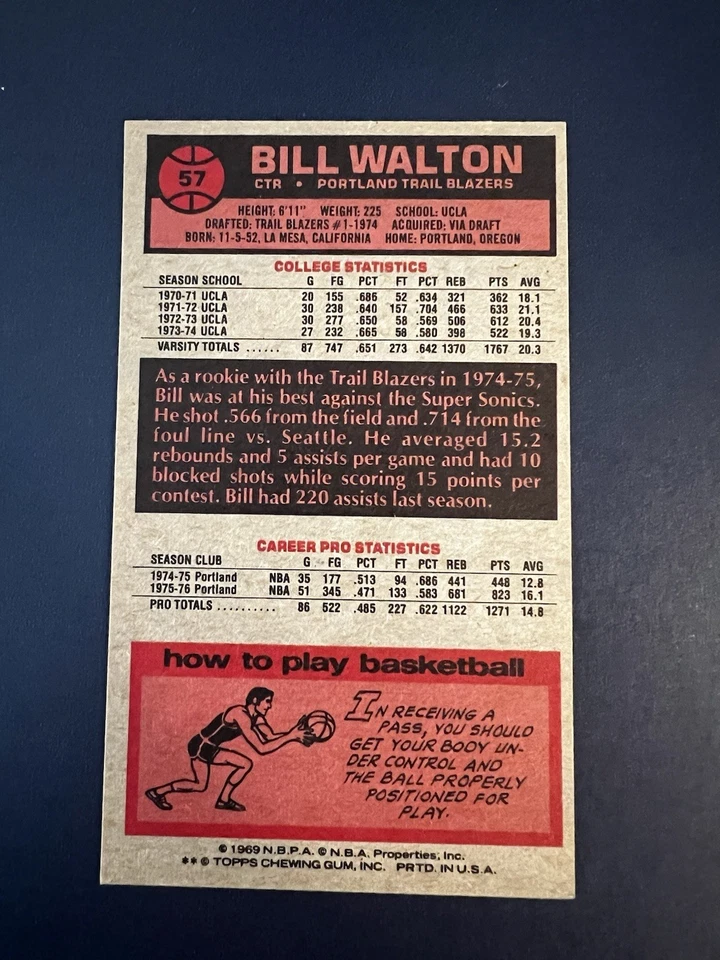 57
BILL WALTON
CTR • PORTLAND TRAIL BLAZERS
HEIGHT: 6'11" WEIGHT: 225 SCHOOL: UCLA
DRAFTED: TRAIL BLAZERS #1-1974 ACQUIRED: VIA DRAFT
BORN: 11-5-52, LA MESA, CALIFORNIA HOME: PORTLAND, OREGON
COLLEGE STATISTICS
SEASON SCHOOL G FG PCT FT PCT REB PTS AVG
1970-71 UCLA 20 155 .686 52 .634 321 362 18.1
1971-72 UCLA 30 238 .640 157 .704 466 633 21.1
1972-73 UCLA 30 277 .650 58 .569 506 612 20.4
1973-74 UCLA 27 232 .665 58 .580 398 522 19.3
VARSITY TOTALS ...... 87 747 .651 273 .642 1370 1767 20.3
As a rookie with the Trail Blazers in 1974-75,
Bill was at his best against the Super Sonics.
He shot .566 from the field and .714 from the
foul line vs. Seattle. He averaged 15.2
rebounds and 5 assists per game and had 10
blocked shots while scoring 15 points per
contest. Bill had 220 assists last season.
CAREER PRO STATISTICS
SEASON CLUB G FG PCT FT PCT REB PTS AVG
1974-75 Portland NBA 35 177 .513 94 .686 441 448 12.8
1975-76 Portland NBA 51 345 .471 133 .583 681 823 16.1
PRO TOTALS .......... 86 522 .485 227 .622 1122 1271 14.8
how to play basketball
IN RECEIVING A
PASS, YOU SHOULD
GET YOUR BODY UN-
DER CONTROL AND
THE BALL PROPERLY
POSITIONED FOR
PLAY.
© 1969 N.B.P.A. © N.B.A. Properties, Inc.
** © TOPPS CHEWING GUM, INC. PRTD. IN U.S.A.